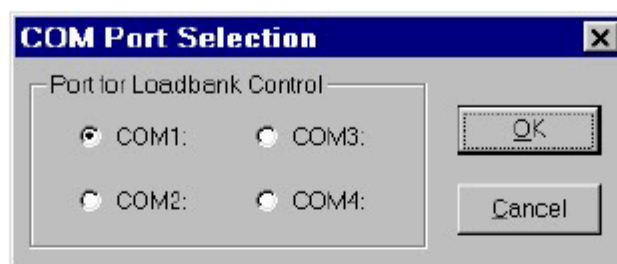 COM Port Selection
Port for Loadbank Control
COM1: COM3: OK
COM2: COM4: Cancel